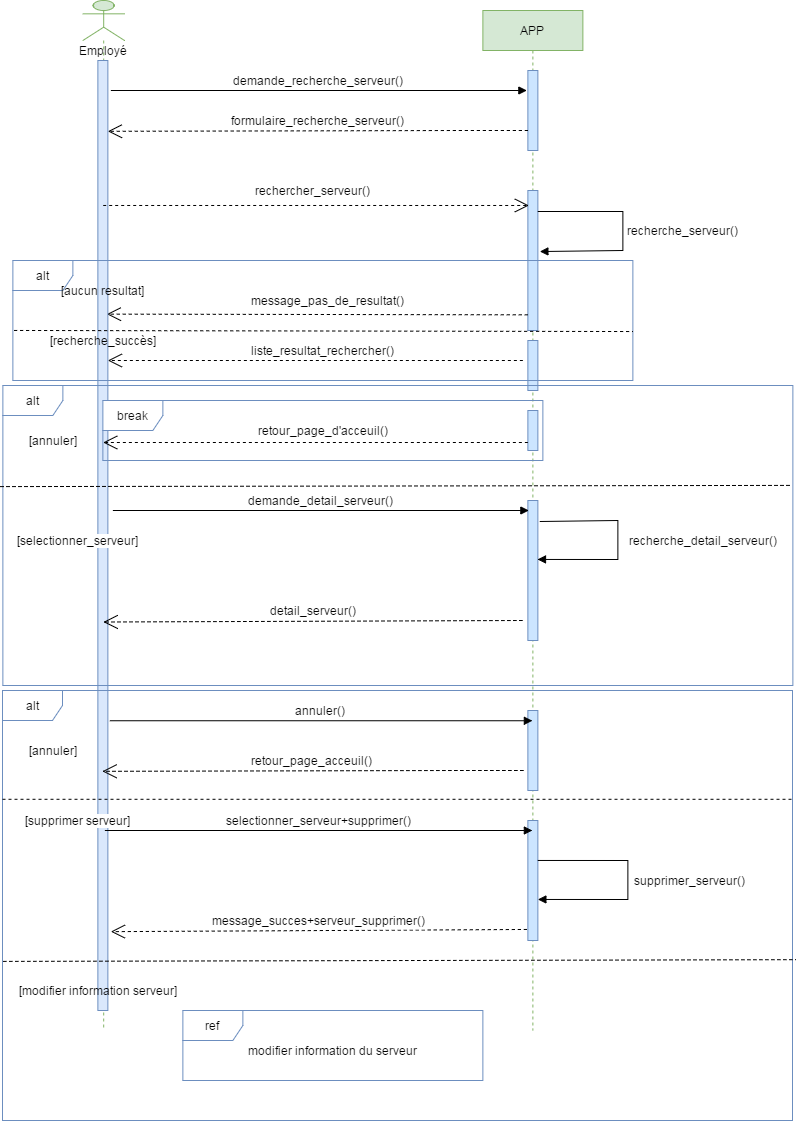 Employé
APP
demande_recherche_serveur()
formulaire_recherche_serveur()
rechercher_serveur()
recherche_serveur()
alt
[aucun resultat]
message_pas_de_resultat()
[recherche_succès]
liste_resultat_rechercher()
alt
break
[annuler]
retour_page_d'acceuil()
demande_detail_serveur()
[selectionner_serveur]
recherche_detail_serveur()
detail_serveur()
alt
annuler()
[annuler]
retour_page_acceuil()
[supprimer serveur]
selectionner_serveur+supprimer()
supprimer_serveur()
message_succes+serveur_supprimer()
[modifier information serveur]
ref
modifier information du serveur